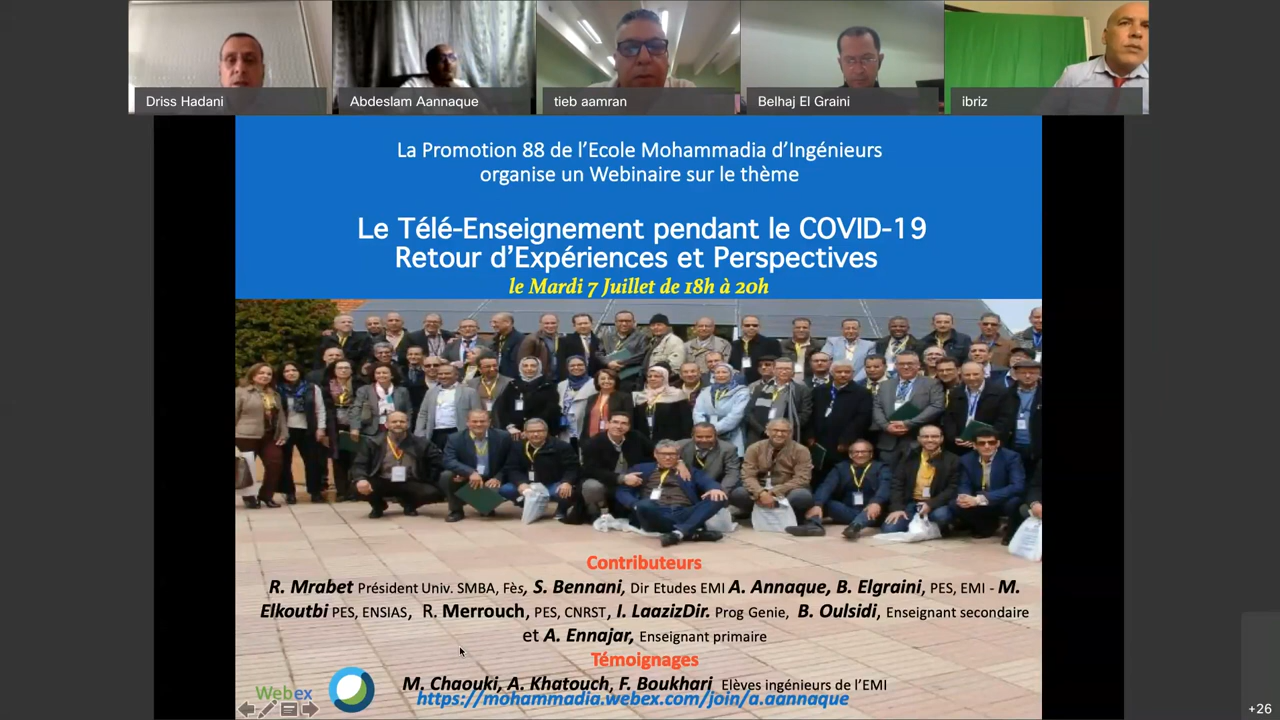 Driss Hadani
Abdeslam Aannaque
tieb aamran
Belhaj El Graini
ibriz
La Promotion 88 de l'Ecole Mohammadia d'Ingénieurs
organise un Webinaire sur le thème
Le Télé-Enseignement pendant le COVID-19
Retour d'Expériences et Perspectives
le Mardi 7 Juillet de 18h à 20h
Contributeurs
R. Mrabet Président Univ. SMBA, Fès, S. Bennani, Dir Etudes EMI A. Annaque, B. Elgraini, PES, EMI - M.
Elkoutbi PES, ENSIAS, R. Merrouch, PES, CNRST, I. LaazizDir. Prog Genie, B. Oulsidi, Enseignant secondaire
et A. Ennajar, Enseignant primaire
Témoignages
M. Chaouki, A. Khatouch, F. Boukhari Elèves ingénieurs de l'EMI
Webex
https://mohammadia.webex.com/join/a.aannaque
+26